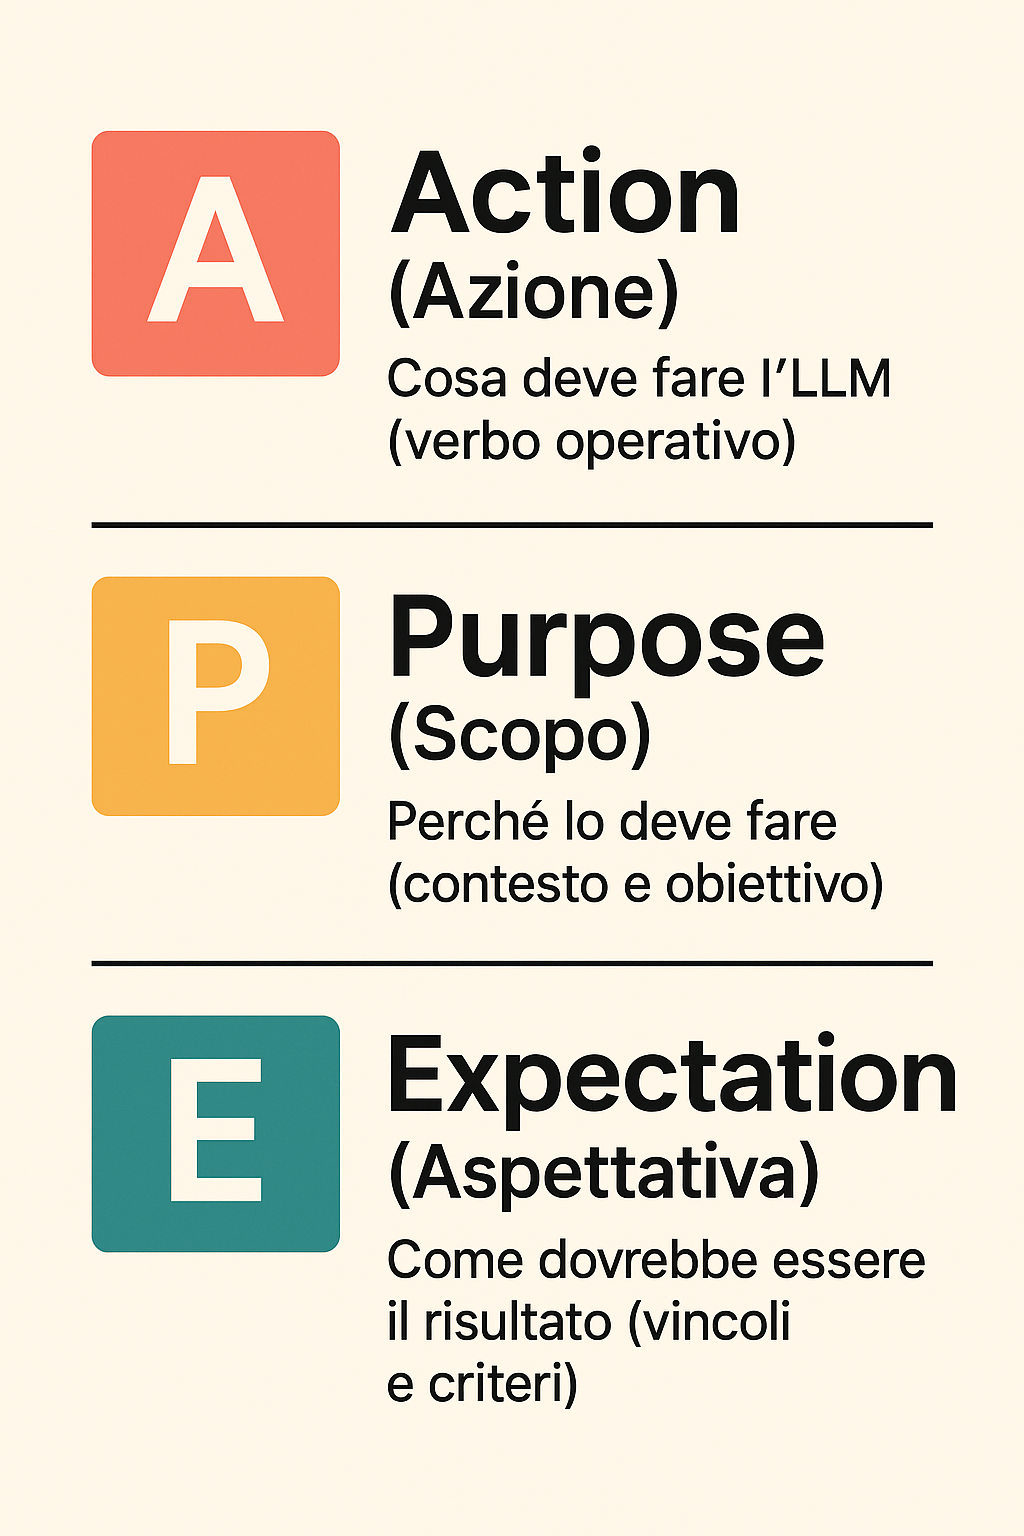 A
Action
(Azione)
Cosa deve fare l’LLM
(verbo operativo)
P
Purpose
(Scopo)
Perché lo deve fare
(contesto e obiettivo)
E
Expectation
(Aspettativa)
Come dovrebbe essere
il risultato (vincoli
e criteri)